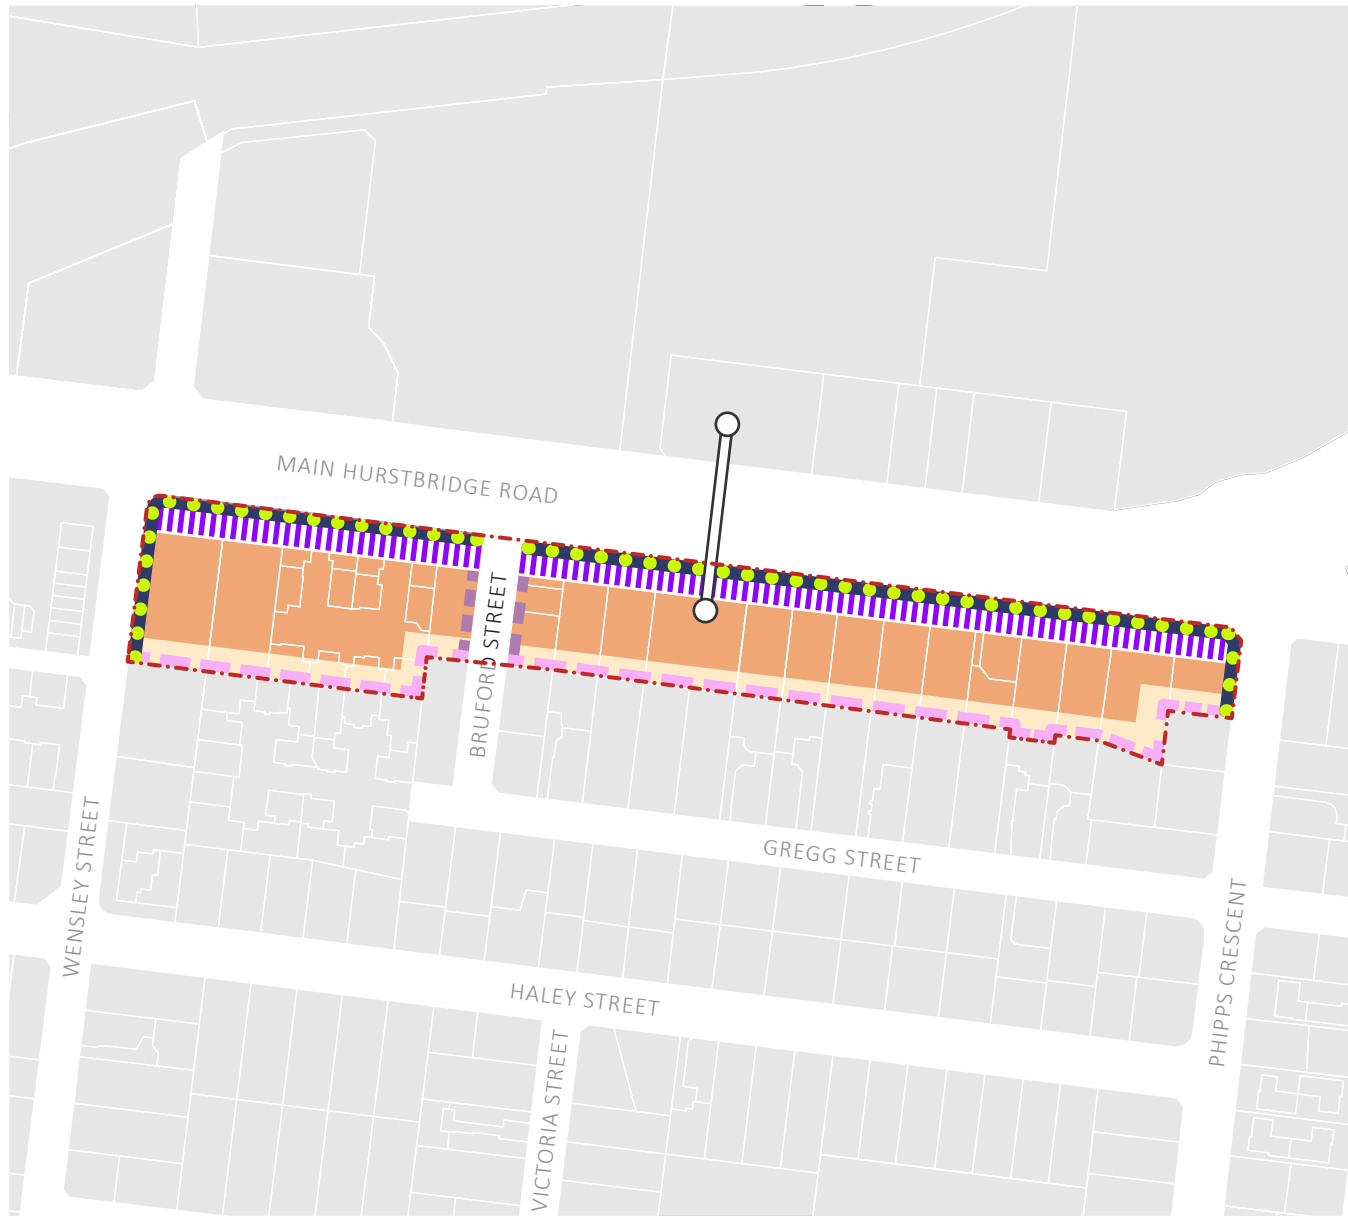 MAIN HURSTBRIDGE ROAD
BRUFORD STREET
WENSLEY STREET
GREGG STREET
PHIPPS CRESCENT
HALEY STREET
VICTORIA STREET